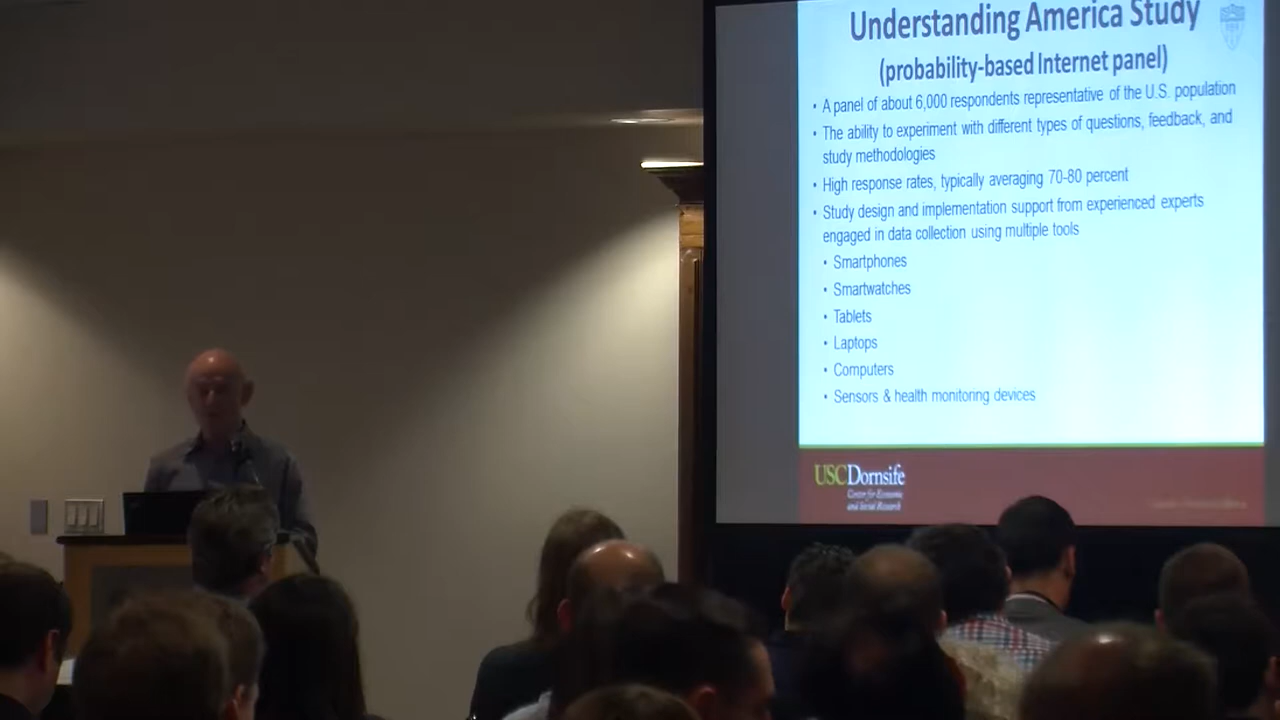 Understanding America Study
(probability-based Internet panel)
• A panel of about 6,000 respondents representative of the U.S. population
• The ability to experiment with different types of questions, feedback, and
study methodologies
• High response rates, typically averaging 70-80 percent
• Study design and implementation support from experienced experts
engaged in data collection using multiple tools
• Smartphones
• Smartwatches
• Tablets
• Laptops
• Computers
• Sensors & health monitoring devices
USCDornsife
Center for Economic
and Social Research